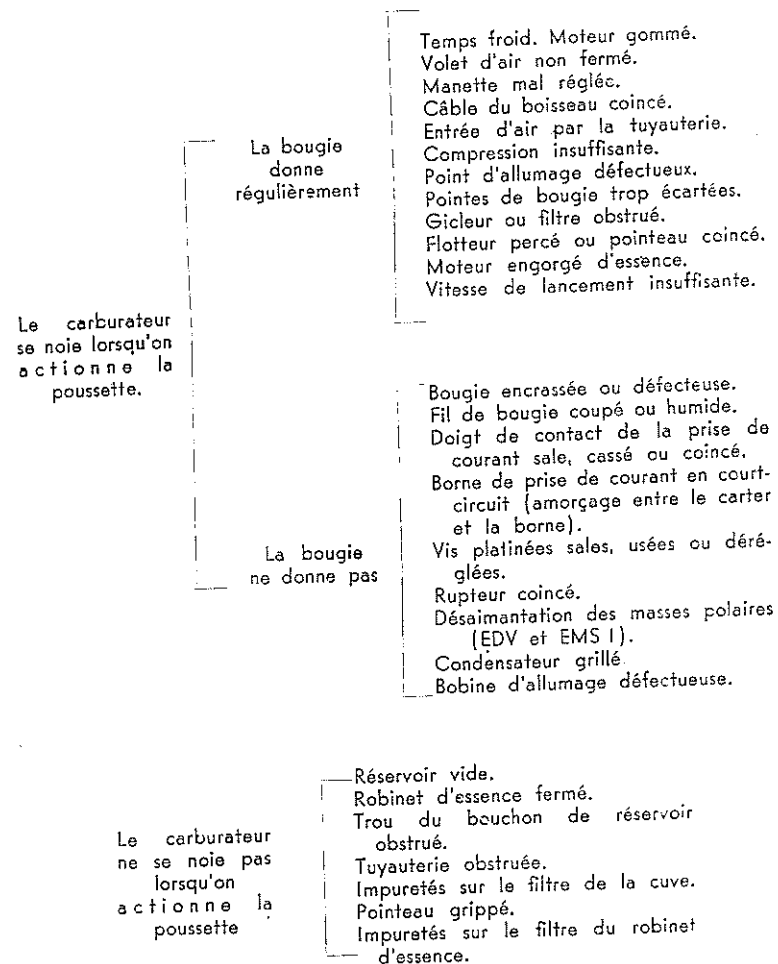 Le carburateur
se noie lorsqu'on
actionne la
poussette.
La bougie
donne
régulièrement
Temps froid. Moteur gommé.
Volet d'air non fermé.
Manette mal réglée.
Câble du boisseau coincé.
Entrée d'air par la tuyauterie.
Compression insuffisante.
Point d'allumage défectueux.
Pointes de bougie trop écartées.
Gicleur ou filtre obstrué.
Flotteur percé ou pointeau coincé.
Moteur engorgé d'essence.
Vitesse de lancement insuffisante.
La bougie
ne donne pas
Bougie encrassée ou défecteuse.
Fil de bougie coupé ou humide.
Doigt de contact de la prise de
courant sale, cassé ou coincé.
Borne de prise de courant en court-
circuit (amorçage entre le carter
et la borne).
Vis platinées sales, usées ou déré-
glées.
Rupteur coincé.
Désaimantation des masses polaires
(EDV et EMS I).
Condensateur grillé.
Bobine d'allumage défectueuse.
Le carburateur
ne se noie pas
lorsqu'on
actionne la
poussette
Réservoir vide.
Robinet d'essence fermé.
Trou du bouchon de réservoir
obstrué.
Tuyauterie obstruée.
Impuretés sur le filtre de la cuve.
Pointeau grippé.
Impuretés sur le filtre du robinet
d'essence.